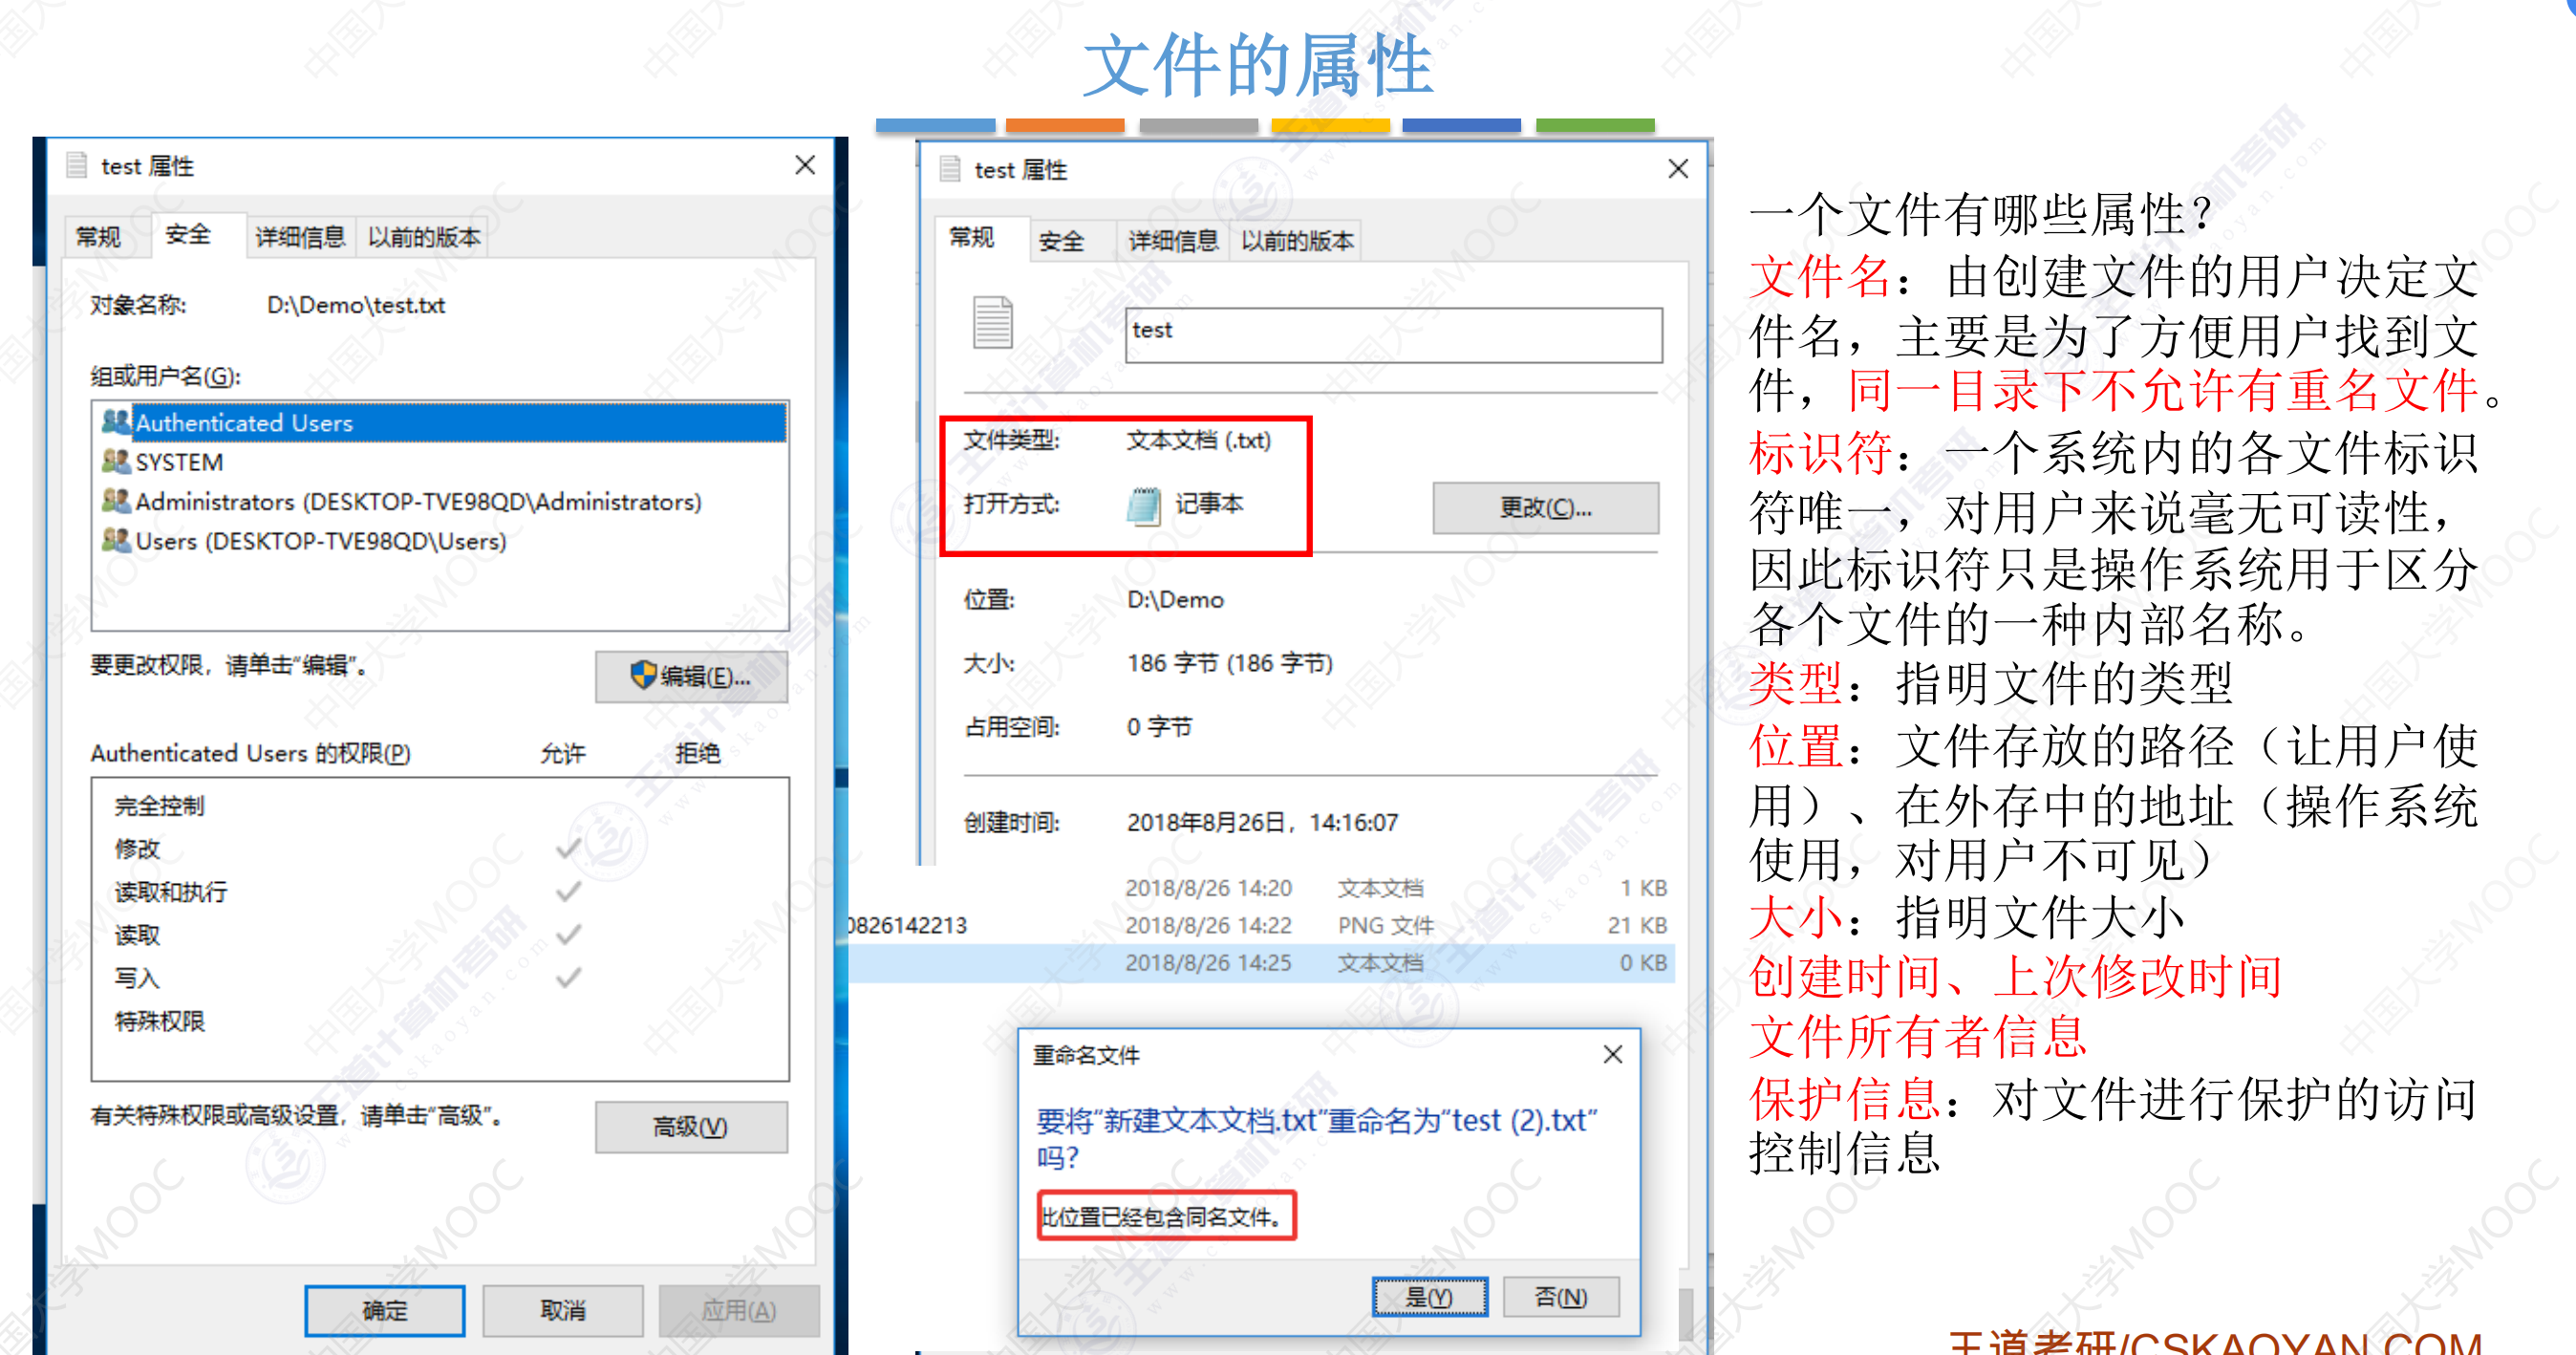 文件的属性
test 属性
常规 安全 详细信息 以前的版本
对象名称: D:\Demo\test.txt
组或用户名(G):
Authenticated Users
SYSTEM
Administrators (DESKTOP-TVE98QD\Administrators)
Users (DESKTOP-TVE98QD\Users)
要更改权限，请单击“编辑”。
编辑(E)...
Authenticated Users 的权限(P) 允许 拒绝
完全控制
修改
读取和执行
读取
写入
特殊权限
有关特殊权限或高级设置，请单击“高级”。
高级(V)
确定 取消 应用(A)
test 属性
常规 安全 详细信息 以前的版本
test
文件类型: 文本文档 (.txt)
打开方式: 记事本 更改(C)...
位置: D:\Demo
大小: 186 字节 (186 字节)
占用空间: 0 字节
创建时间: 2018年8月26日，14:16:07
2018/8/26 14:20 文本文档 1 KB
0826142213 2018/8/26 14:22 PNG 文件 21 KB
2018/8/26 14:25 文本文档 0 KB
重命名文件
要将“新建文本文档.txt”重命名为“test (2).txt”
吗?
此位置已经包含同名文件。
是(Y) 否(N)
一个文件有哪些属性？
文件名：由创建文件的用户决定文
件名，主要是为了方便用户找到文
件，同一目录下不允许有重名文件。
标识符：一个系统内的各文件标识
符唯一，对用户来说毫无可读性，
因此标识符只是操作系统用于区分
各个文件的一种内部名称。
类型：指明文件的类型
位置：文件存放的路径（让用户使
用）、在外存中的地址（操作系统
使用，对用户不可见）
大小：指明文件大小
创建时间、上次修改时间
文件所有者信息
保护信息：对文件进行保护的访问
控制信息
王道考研/CSKAOYAN.COM
中国大学MOOC
王道计算机考研
www.cskaoyan.com